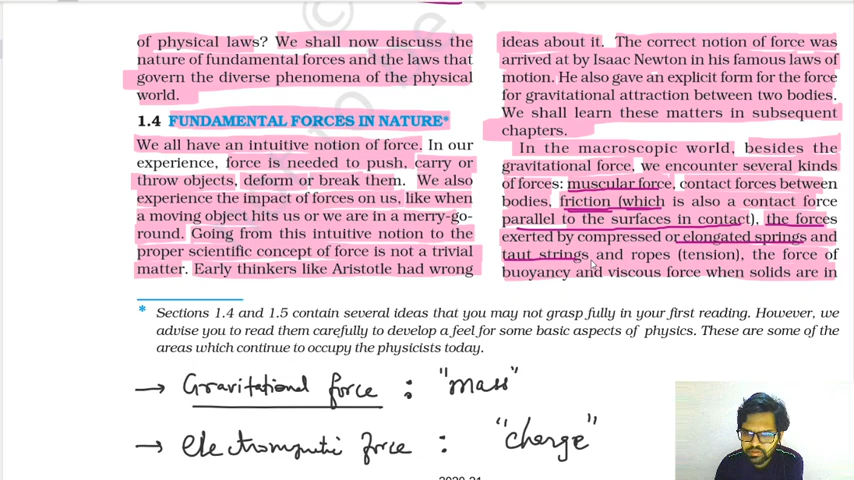 of physical laws? We shall now discuss the
nature of fundamental forces and the laws that
govern the diverse phenomena of the physical
world.
1.4 FUNDAMENTAL FORCES IN NATURE*
We all have an intuitive notion of force. In our
experience, force is needed to push, carry or
throw objects, deform or break them. We also
experience the impact of forces on us, like when
a moving object hits us or we are in a merry-go-
round. Going from this intuitive notion to the
proper scientific concept of force is not a trivial
matter. Early thinkers like Aristotle had wrong
ideas about it. The correct notion of force was
arrived at by Isaac Newton in his famous laws of
motion. He also gave an explicit form for the force
for gravitational attraction between two bodies.
We shall learn these matters in subsequent
chapters.
In the macroscopic world, besides the
gravitational force, we encounter several kinds
of forces: muscular force, contact forces between
bodies, friction (which is also a contact force
parallel to the surfaces in contact), the forces
exerted by compressed or elongated springs and
taut strings and ropes (tension), the force of
buoyancy and viscous force when solids are in
* Sections 1.4 and 1.5 contain several ideas that you may not grasp fully in your first reading. However, we
advise you to read them carefully to develop a feel for some basic aspects of physics. These are some of the
areas which continue to occupy the physicists today.
→ Gravitational force : "mass"
→ electromagnetic force : "charge"